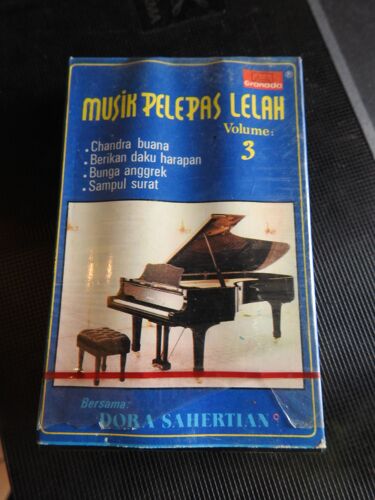 Granada
®
MUSIK PELEPAS LELAH
Volume:
3
• Chandra buana
• Berikan daku harapan
• Bunga anggrek
• Sampul surat
Bersama:
DORA SAHERTIAN